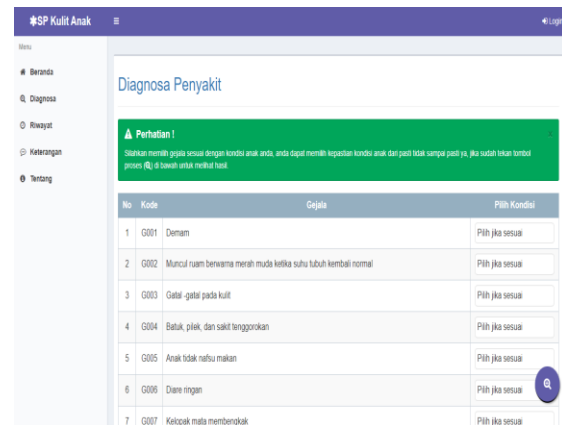 ✱SP Kulit Anak
≡
Login
Menu
Beranda
Diagnosa
Riwayat
Keterangan
Tentang
Diagnosa Penyakit
Perhatian !
×
Silahkan memilih gejala sesuai dengan kondisi anak anda, anda dapat memilih kepastian kondisi anak dari pasti tidak sampai pasti ya, jika sudah tekan tombol
proses () di bawah untuk melihat hasil.
No Kode Gejala Pilih Kondisi
1 G001 Demam Pilih jika sesuai
2 G002 Muncul ruam berwarna merah muda ketika suhu tubuh kembali normal Pilih jika sesuai
3 G003 Gatal -gatal pada kulit Pilih jika sesuai
4 G004 Batuk, pilek, dan sakit tenggorokan Pilih jika sesuai
5 G005 Anak tidak nafsu makan Pilih jika sesuai
6 G006 Diare ringan Pilih jika sesuai
7 G007 Kelopak mata membengkak Pilih jika sesuai